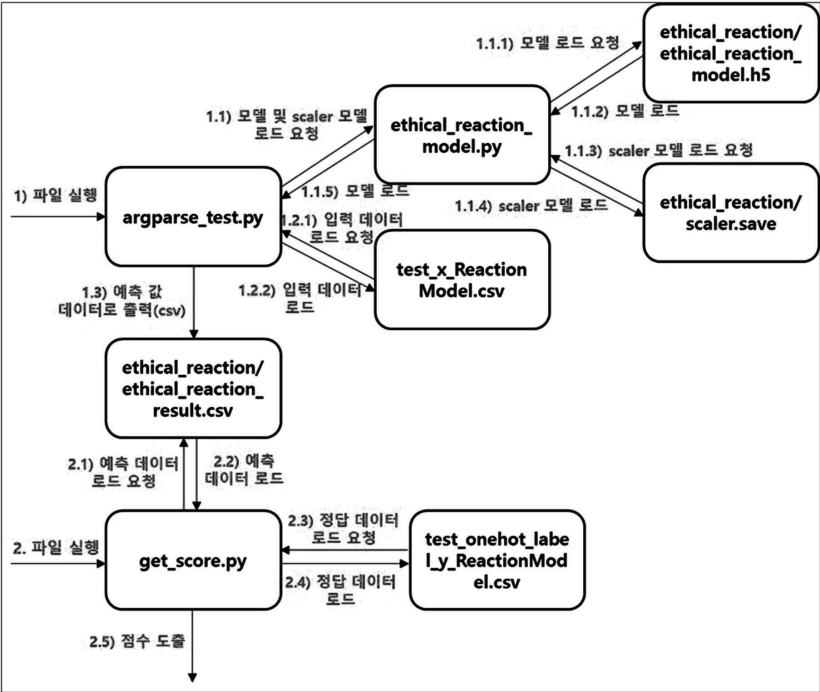 1) 파일 실행
argparse_test.py
1.1) 모델 및 scaler 모델
로드 요청
ethical_reaction_
model.py
1.1.1) 모델 로드 요청
ethical_reaction/
ethical_reaction_
model.h5
1.1.2) 모델 로드
1.1.3) scaler 모델 로드 요청
1.1.4) scaler 모델 로드
ethical_reaction/
scaler.save
1.1.5) 모델 로드
1.2.1) 입력 데이터
로드 요청
1.2.2) 입력 데이터
로드
test_x_Reaction
Model.csv
1.3) 예측 값
데이터로 출력(csv)
ethical_reaction/
ethical_reaction_
result.csv
2.1) 예측 데이터
로드 요청
2.2) 예측
데이터 로드
2. 파일 실행
get_score.py
2.3) 정답 데이터
로드 요청
2.4) 정답 데이터
로드
test_onehot_labe
l_y_ReactionMod
el.csv
2.5) 점수 도출